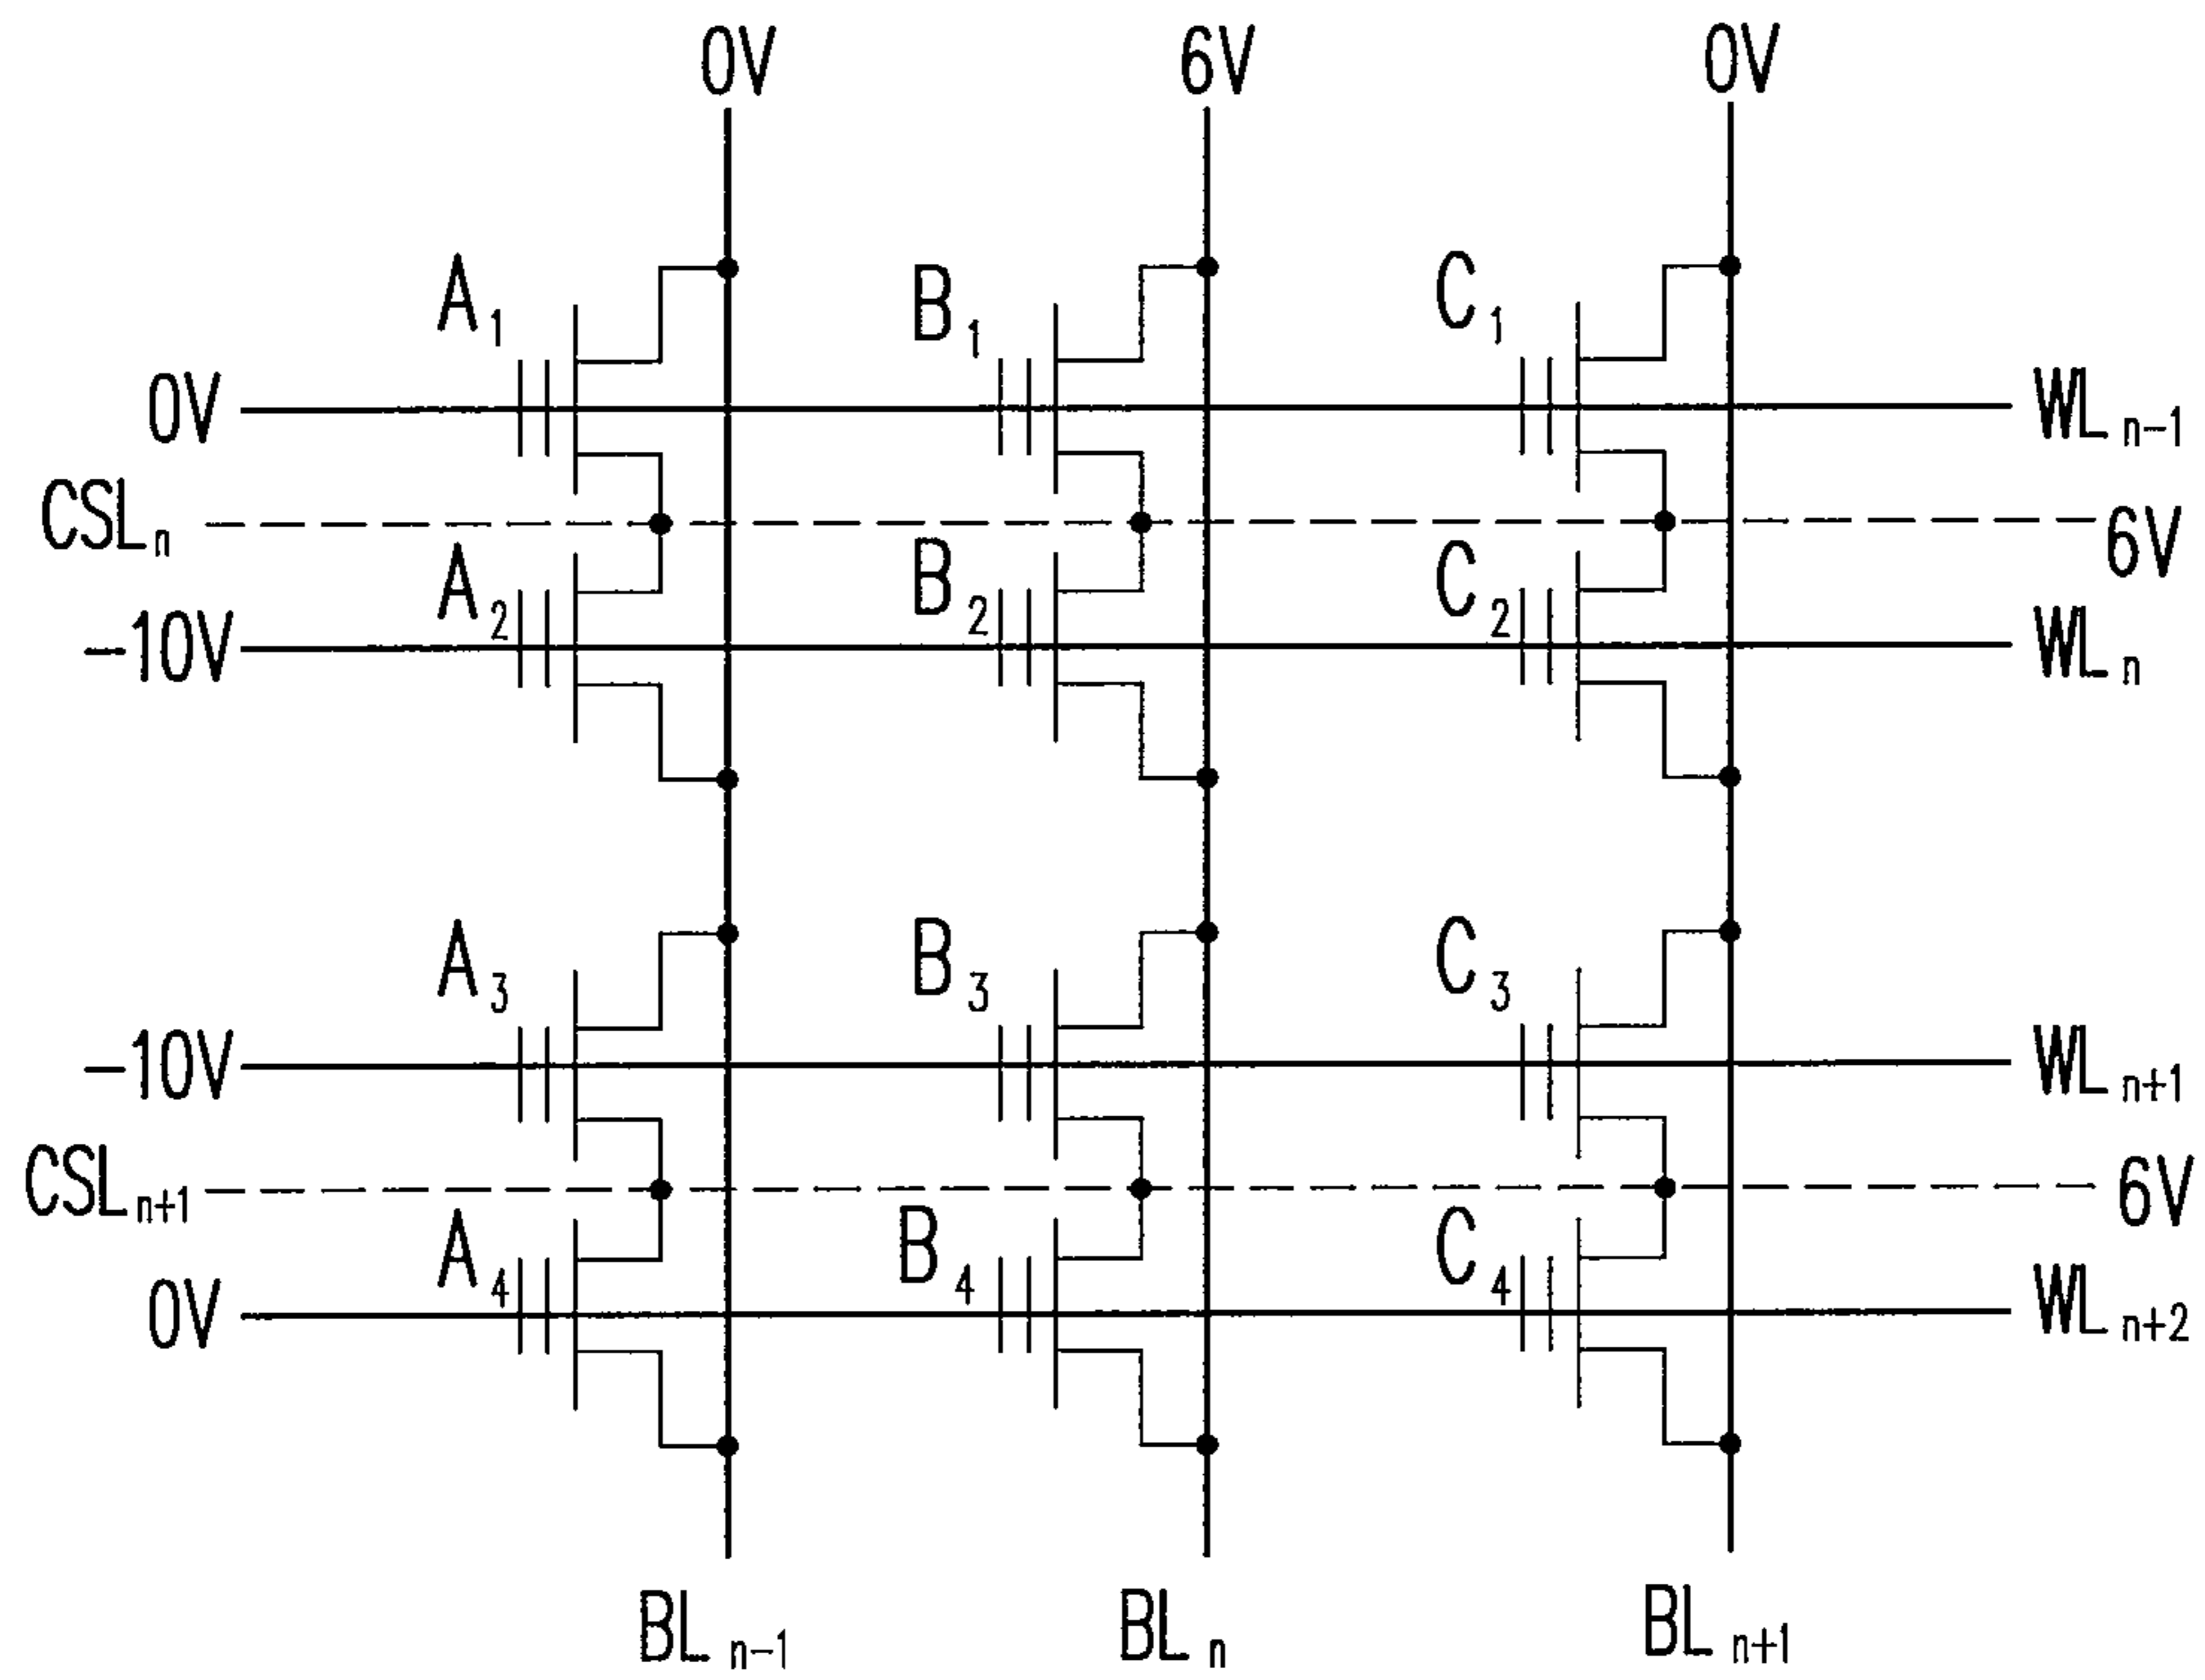 0V 6V 0V
A1 B1 C1
0V WLn-1
CSLn 6V
A2 B2 C2
-10V WLn
A3 B3 C3
-10V WLn+1
CSLn+1 6V
A4 B4 C4
0V WLn+2
BLn-1 BLn BLn+1